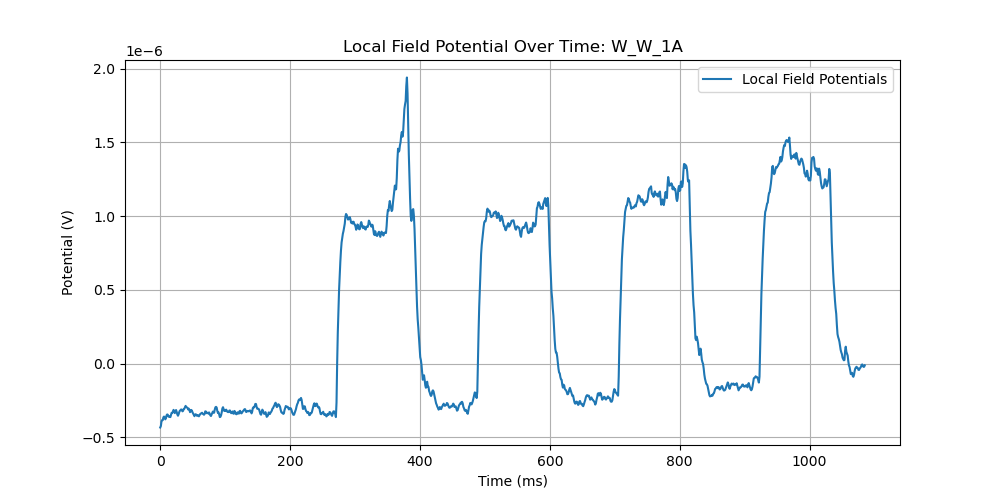 Local Field Potential Over Time: W_W_1A
1e−6
Local Field Potentials
2.0
1.5
1.0
0.5
0.0
−0.5
Potential (V)
0 200 400 600 800 1000
Time (ms)